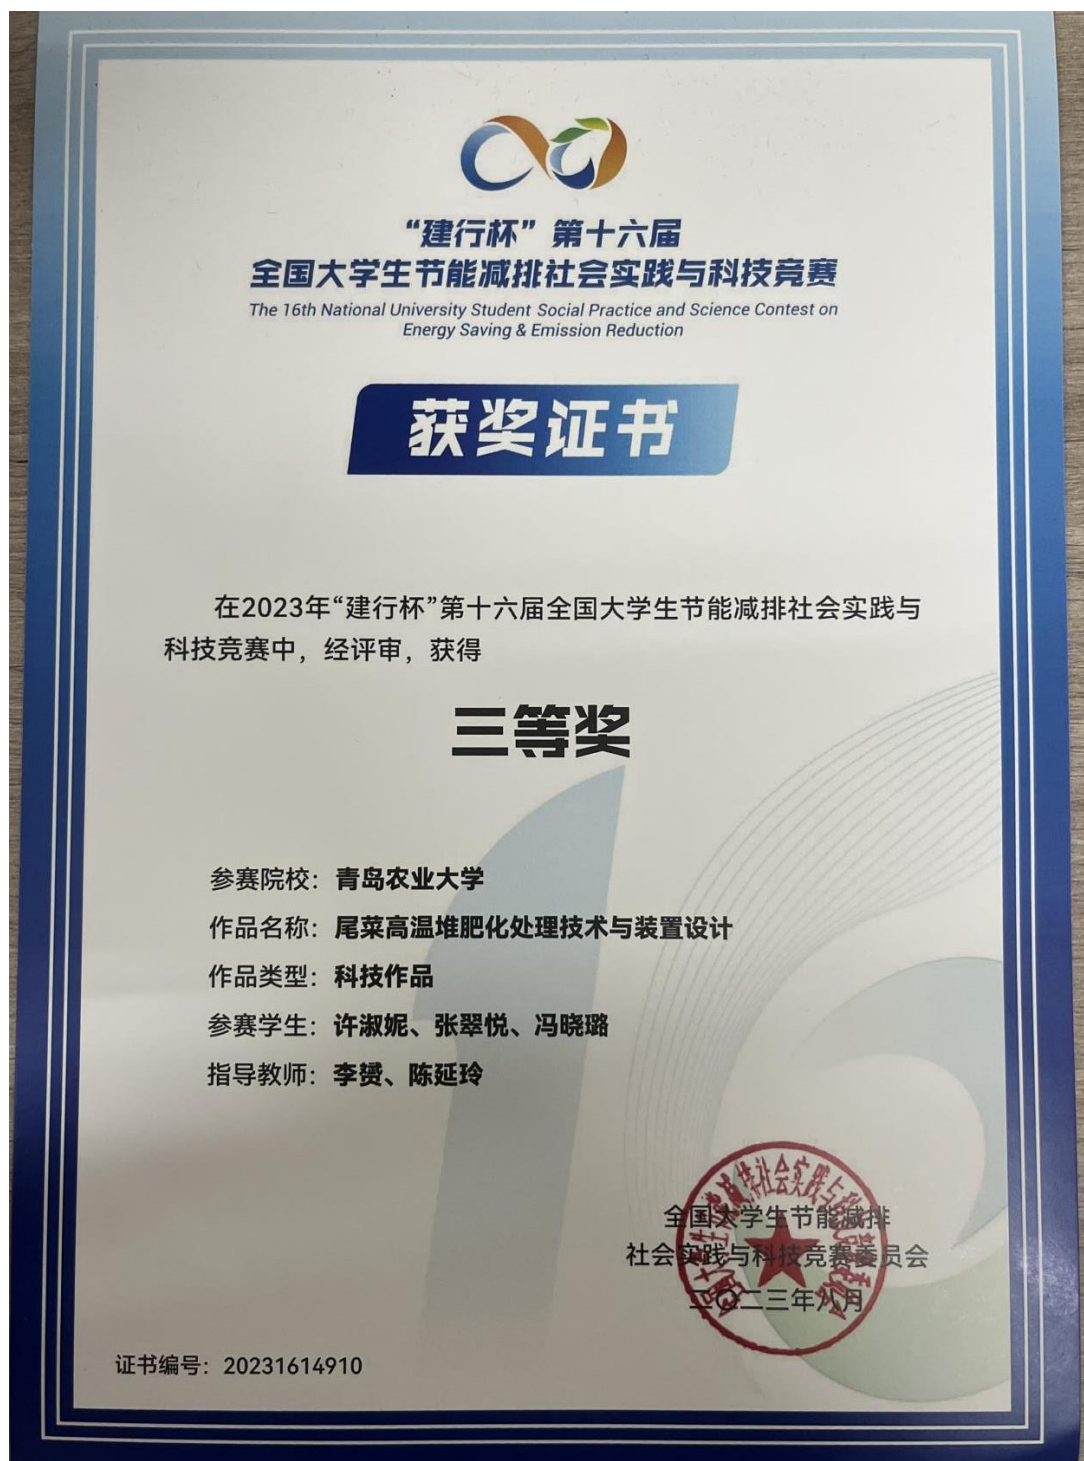 “建行杯”第十六届
全国大学生节能减排社会实践与科技竞赛
The 16th National University Student Social Practice and Science Contest on
Energy Saving & Emission Reduction
获奖证书
在2023年“建行杯”第十六届全国大学生节能减排社会实践与
科技竞赛中，经评审，获得
三等奖
参赛院校：青岛农业大学
作品名称：尾菜高温堆肥化处理技术与装置设计
作品类型：科技作品
参赛学生：许淑妮、张翠悦、冯晓璐
指导教师：李赟、陈延玲
全国大学生节能减排
社会实践与科技竞赛委员会
二〇二三年八月
证书编号：20231614910